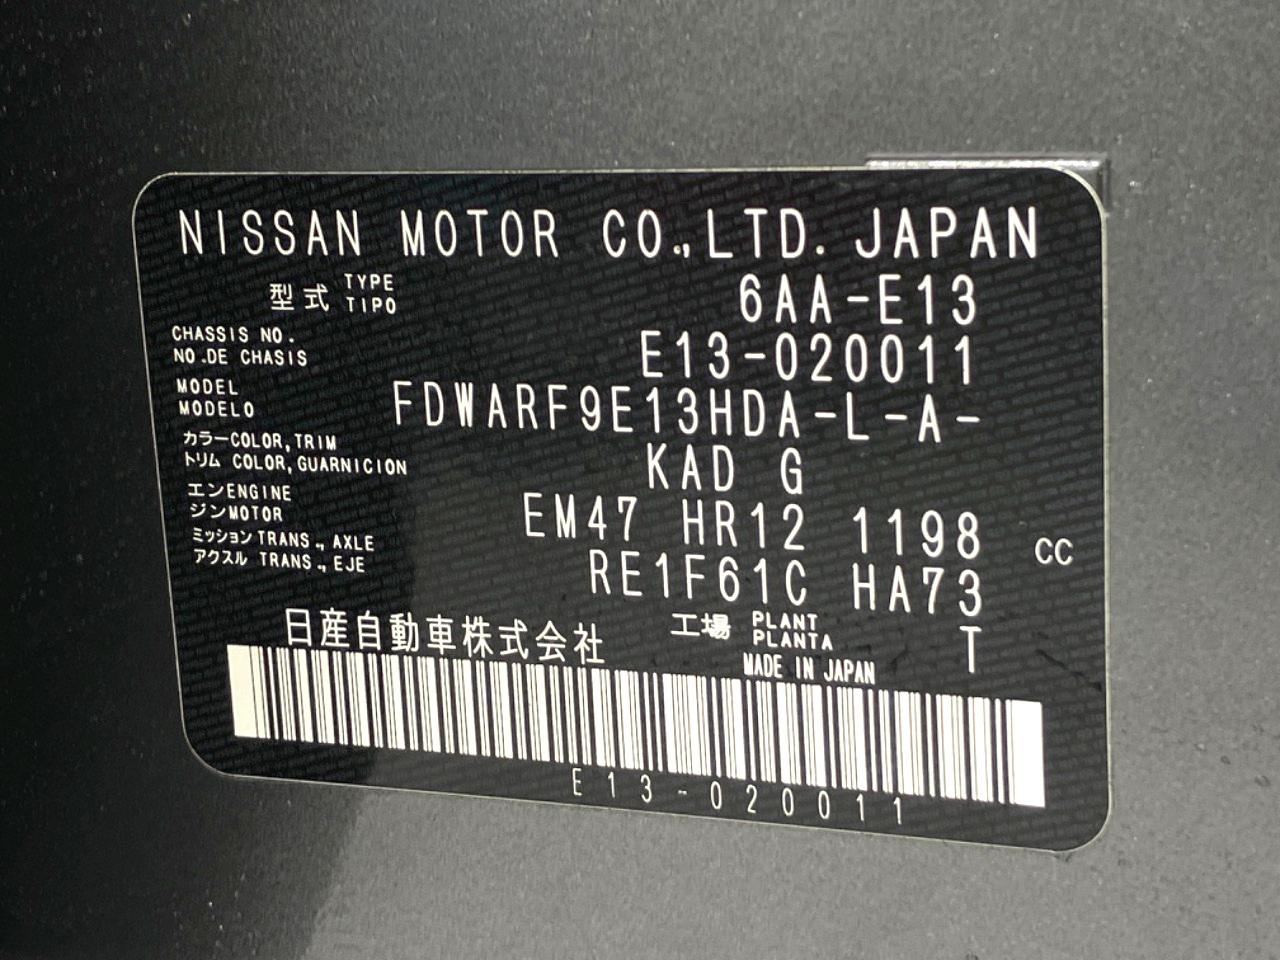 NISSAN MOTOR CO.,LTD. JAPAN
型式 TYPE TIPO 6AA-E13
CHASSIS NO.
NO.DE CHASIS E13-020011
MODEL
MODELO FDWARF9E13HDA-L-A-
カラーCOLOR,TRIM
トリム COLOR,GUARNICION KAD G
エンENGINE
ジンMOTOR EM47 HR12 1198 CC
ミッションTRANS., AXLE
アクスル TRANS., EJE RE1F61C HA73
日産自動車株式会社 工場 PLANT PLANTA T
MADE IN JAPAN
E13-020011